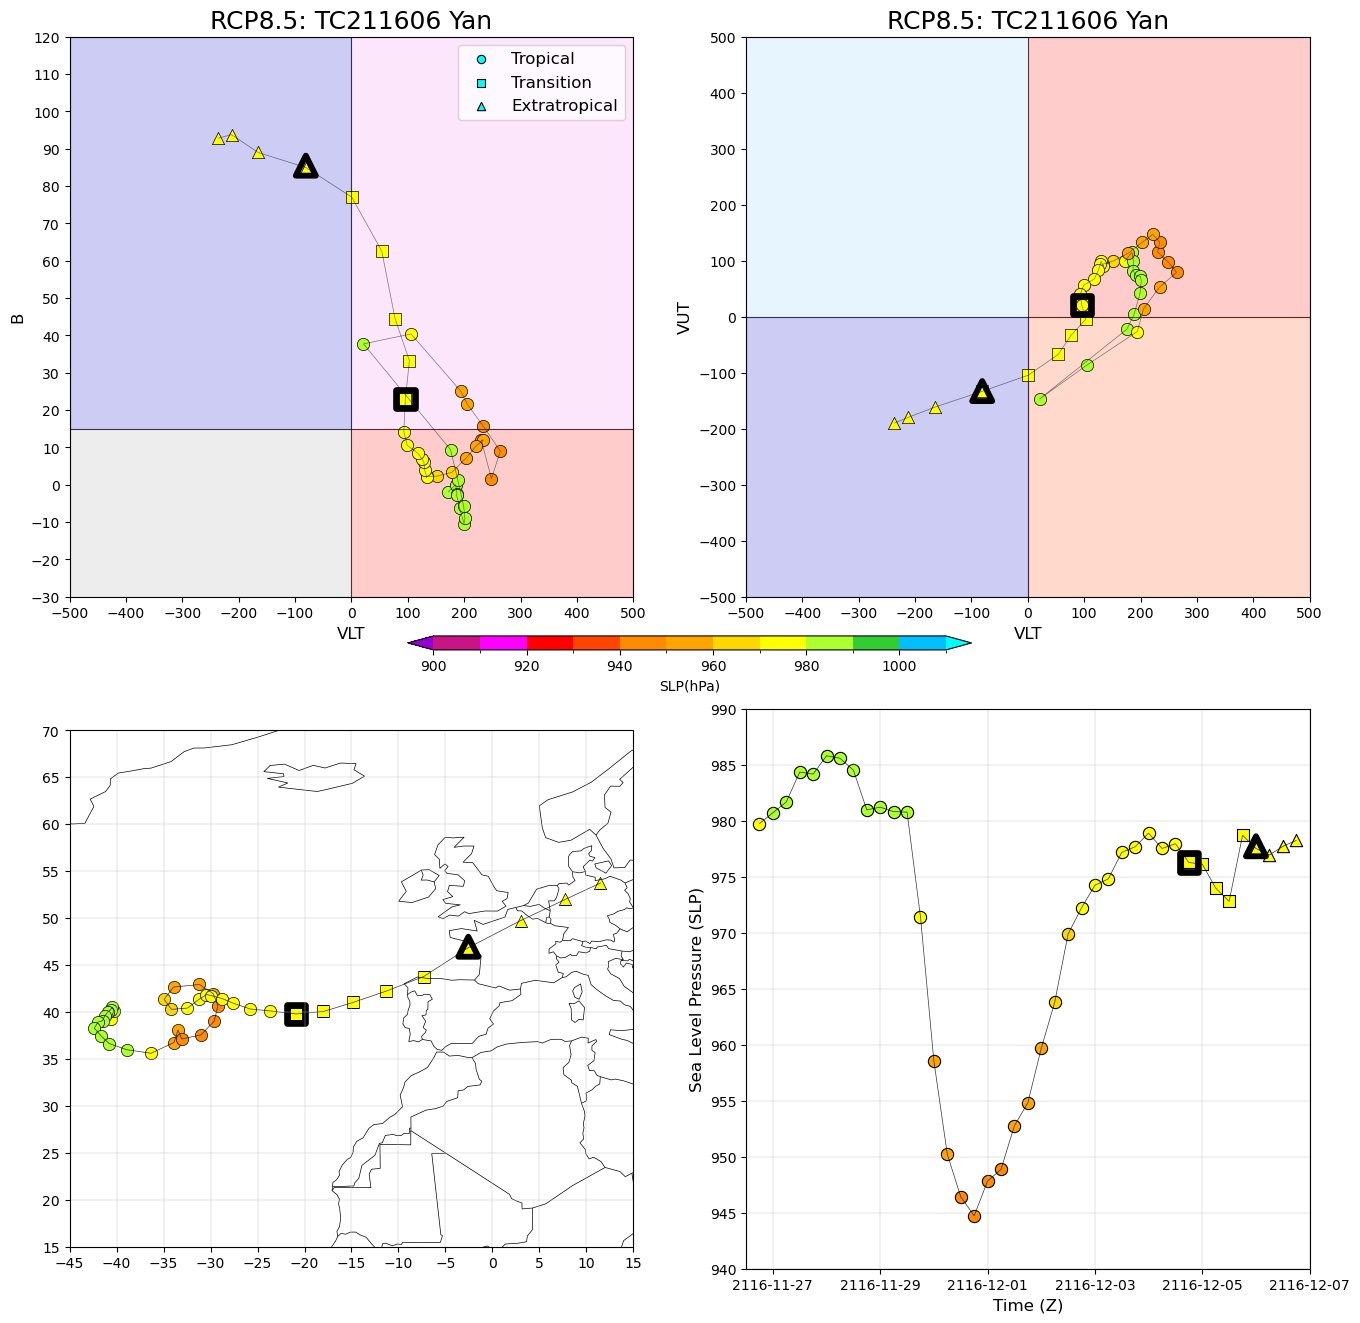 RCP8.5: TC211606 Yan
RCP8.5: TC211606 Yan
120
110
100
90
80
70
60
50
40
30
20
10
0
−10
−20
−30
B
Tropical
Transition
Extratropical
−500 −400 −300 −200 −100 0 100 200 300 400 500
VLT
500
400
300
200
100
0
−100
−200
−300
−400
−500
VUT
−500 −400 −300 −200 −100 0 100 200 300 400 500
VLT
900 920 940 960 980 1000
SLP(hPa)
70
65
60
55
50
45
40
35
30
25
20
15
−45 −40 −35 −30 −25 −20 −15 −10 −5 0 5 10 15
990
985
980
975
970
965
960
955
950
945
940
Sea Level Pressure (SLP)
2116-11-27 2116-11-29 2116-12-01 2116-12-03 2116-12-05 2116-12-07
Time (Z)